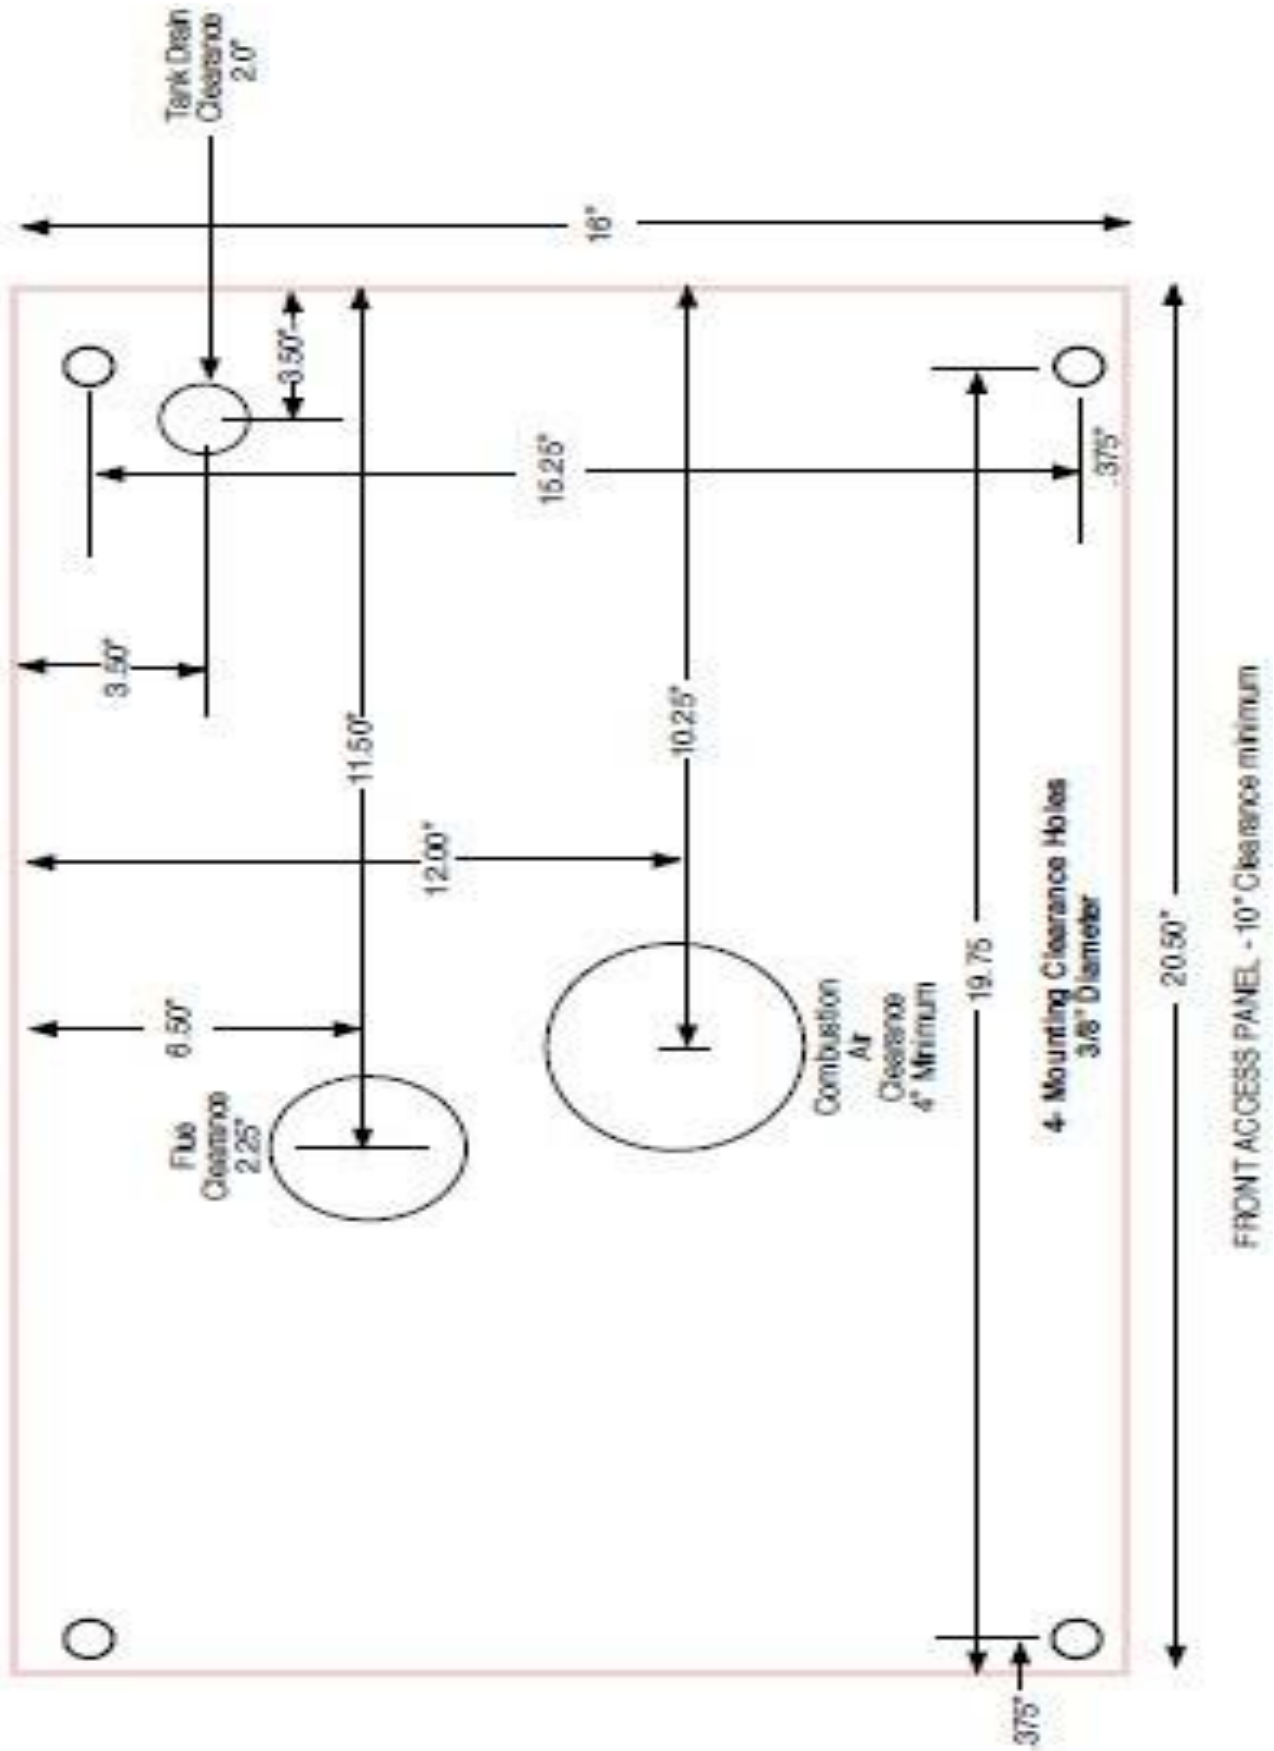 Tank Drain
Clearance
2.0"
16"
3.50"
15.25"
.375"
3.50"
11.50"
10.25"
12.00"
6.50"
Flue
Clearance
2.25"
Combustion
Air
Clearance
4" Minimum
19.75
4- Mounting Clearance Holes
3/8" Diameter
20.50"
.375"
FRONT ACCESS PANEL - 10" Clearance minimum